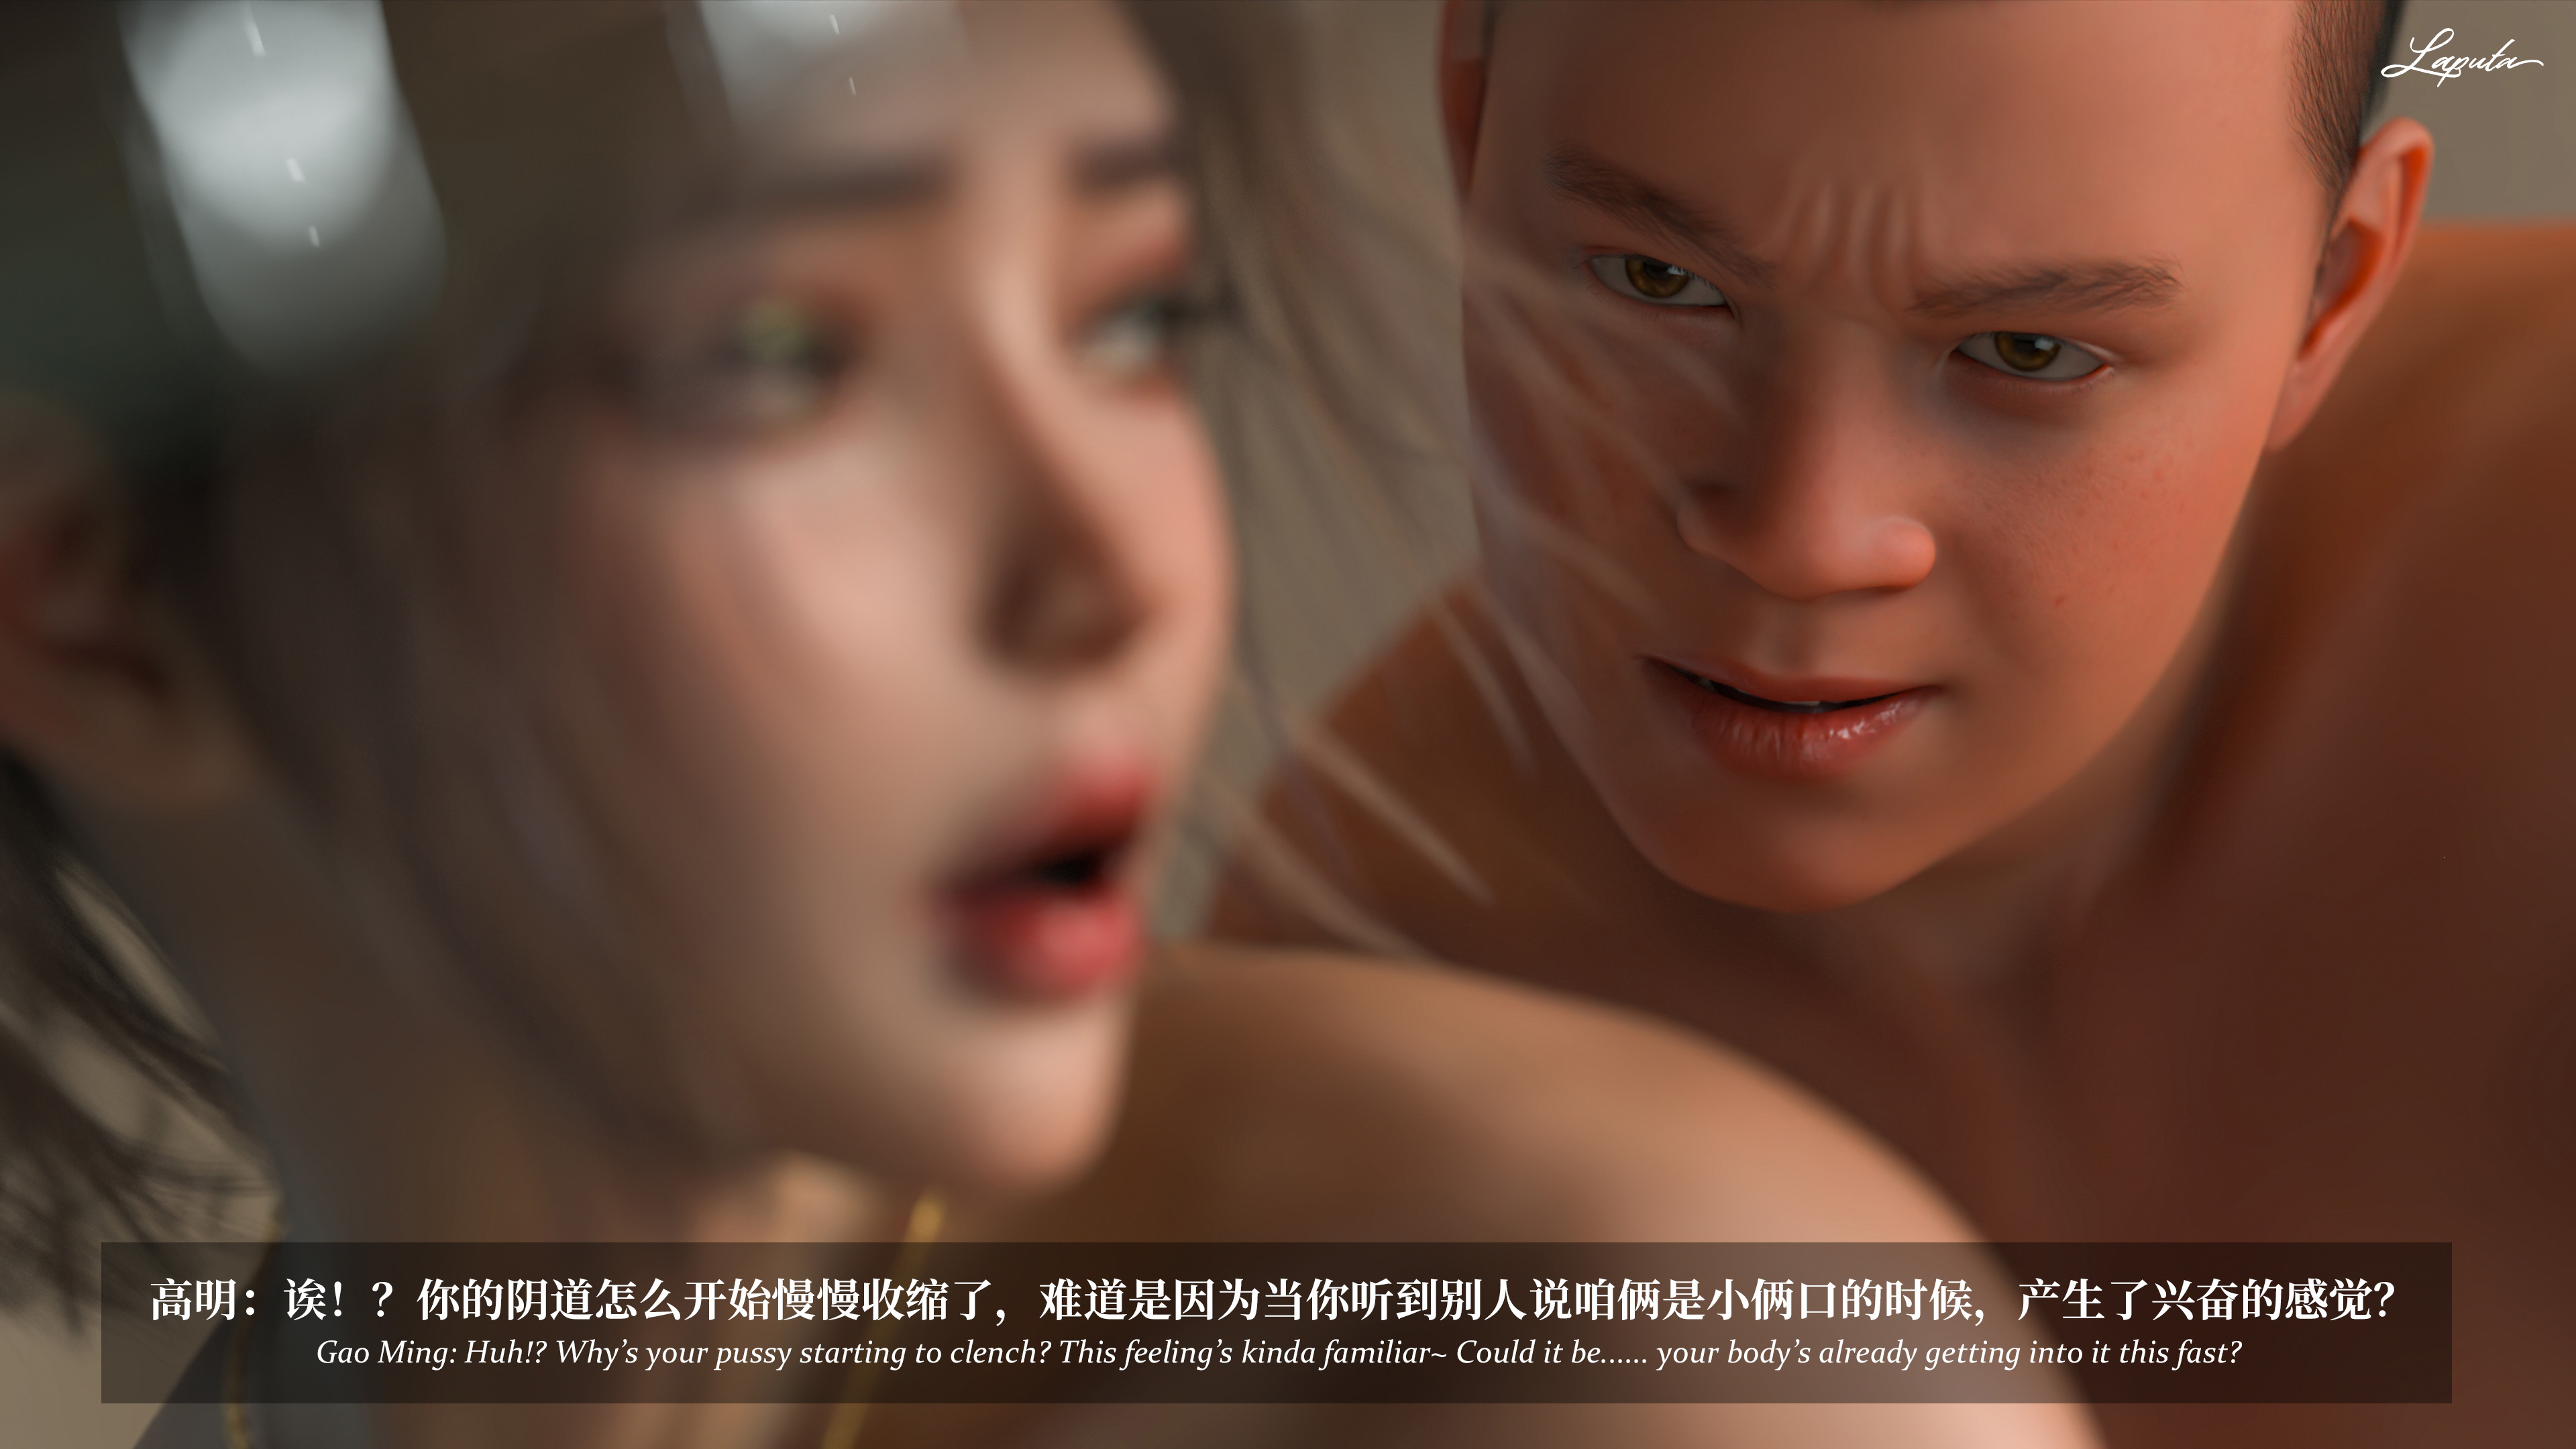 Laputa
高明：诶！？你的阴道怎么开始慢慢收缩了，难道是因为当你听到别人说咱俩是小俩口的时候，产生了兴奋的感觉？
Gao Ming: Huh!? Why's your pussy starting to clench? This feeling's kinda familiar~ Could it be...... your body's already getting into it this fast?